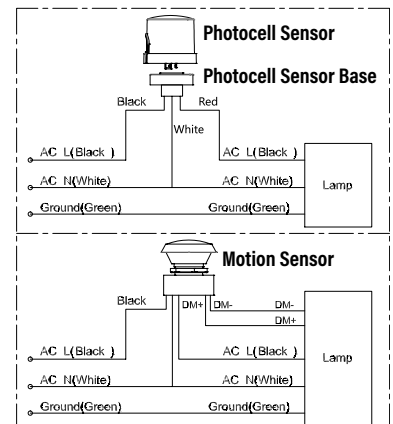 Photocell Sensor
Photocell Sensor Base
Black Red
White
AC L(Black ) AC L(Black )
AC N(White) AC N(White) Lamp
Ground(Green) Ground(Green)
Motion Sensor
Black DM+ DM- DM-
DM+
AC L(Black ) AC L(Black ) Lamp
AC N(White) AC N(White)
Ground(Green) Ground(Green)